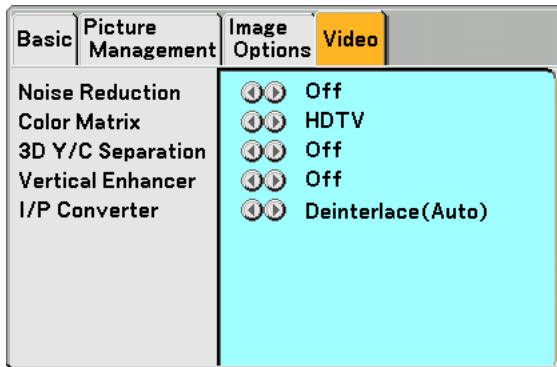 Basic Picture Management Image Options Video
Noise Reduction Off
Color Matrix HDTV
3D Y/C Separation Off
Vertical Enhancer Off
I/P Converter Deinterlace(Auto)